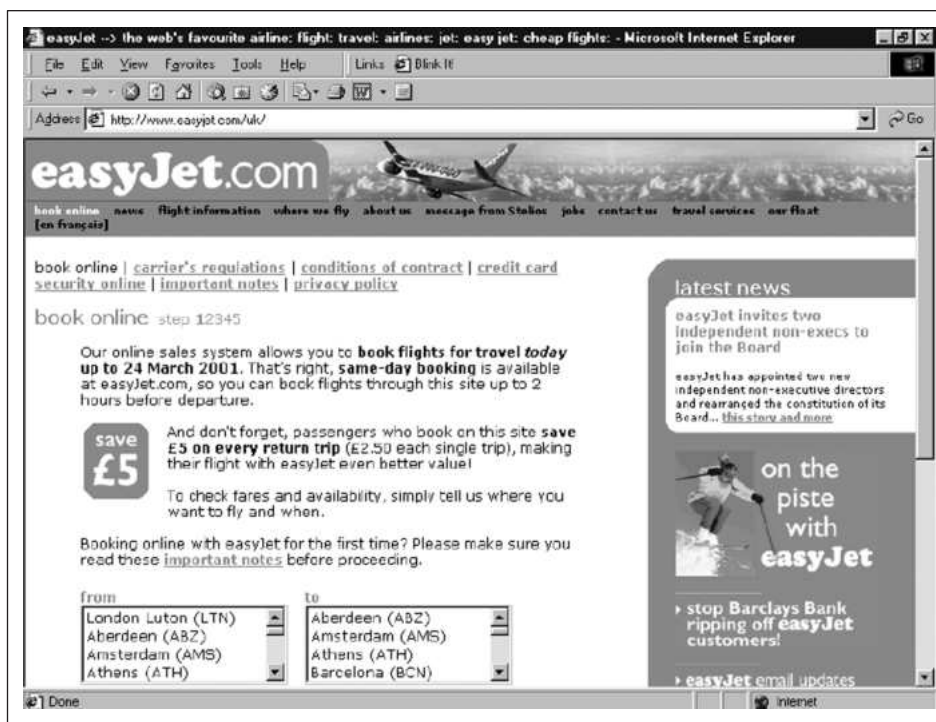 easyJet --> the web's favourite airline: flight: travel: airlines: jet: easy jet: cheap flights: - Microsoft Internet Explorer
File Edit View Favorites Tools Help Links Blink It!
Address http://www.easyjet.com/uk/ Go
easyJet.com
book online news flight information where we fly about us message from Stelios jobs contact us travel services our fleet
[en français]
book online | carrier's regulations | conditions of contract | credit card
security online | important notes | privacy policy
book online step 12345
Our online sales system allows you to book flights for travel today
up to 24 March 2001. That's right, same-day booking is available
at easyJet.com, so you can book flights through this site up to 2
hours before departure.
save
£5
And don't forget, passengers who book on this site save
£5 on every return trip (£2.50 each single trip), making
their flight with easyJet even better value!
To check fares and availability, simply tell us where you
want to fly and when.
Booking online with easyJet for the first time? Please make sure you
read these important notes before proceeding.
from
London Luton (LTN)
Aberdeen (ABZ)
Amsterdam (AMS)
Athens (ATH)
to
Aberdeen (ABZ)
Amsterdam (AMS)
Athens (ATH)
Barcelona (BCN)
latest news
easyJet invites two
independent non-execs to
join the Board
easyJet has appointed two new
independent non-executive directors
and rearranged the constitution of its
Board... this story and more
on the
piste
with
easyJet
stop Barclays Bank
ripping off easyJet
customers!
easyJet email updates
Done
Internet